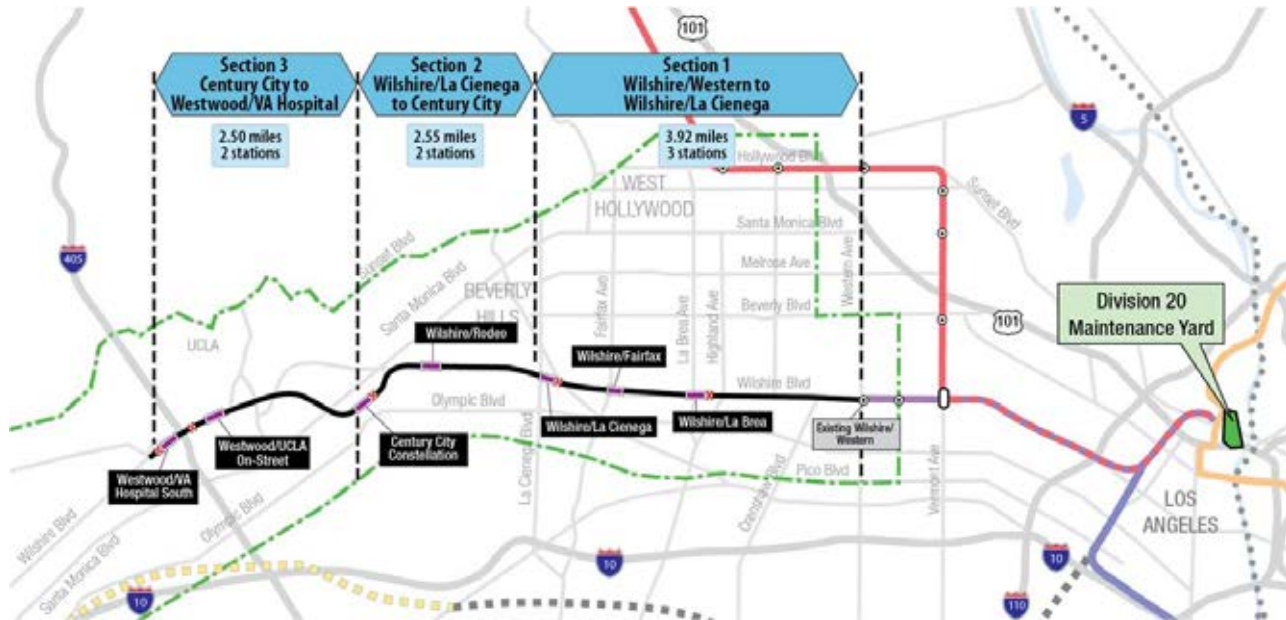 101
Section 3
Century City to
Westwood/VA Hospital
2.50 miles
2 stations
Section 2
Wilshire/La Cienega
to Century City
2.55 miles
2 stations
Section 1
Wilshire/Western to
Wilshire/La Cienega
3.92 miles
3 stations
5
Hollywood Blvd
WEST
HOLLYWOOD
Sunset Blvd
Santa Monica Blvd
Western Ave
Melrose Ave
Sunset Blvd
405
Santa Monica Blvd
BEVERLY
HILLS
Fairfax Ave
La Brea Ave
Highland Ave
Beverly Blvd
101
Division 20
Maintenance Yard
UCLA
Wilshire/Rodeo
Wilshire/Fairfax
Wilshire Blvd
Olympic Blvd
Westwood/UCLA
On-Street
Century City
Constellation
Wilshire/La Cienega
Wilshire/La Brea
Existing Wilshire/
Western
Westwood/VA
Hospital South
La Cienega Blvd
Crenshaw Blvd
Pico Blvd
Vermont Ave
LOS
ANGELES
Wilshire Blvd
Santa Monica Blvd
Olympic Blvd
10
10
10
110